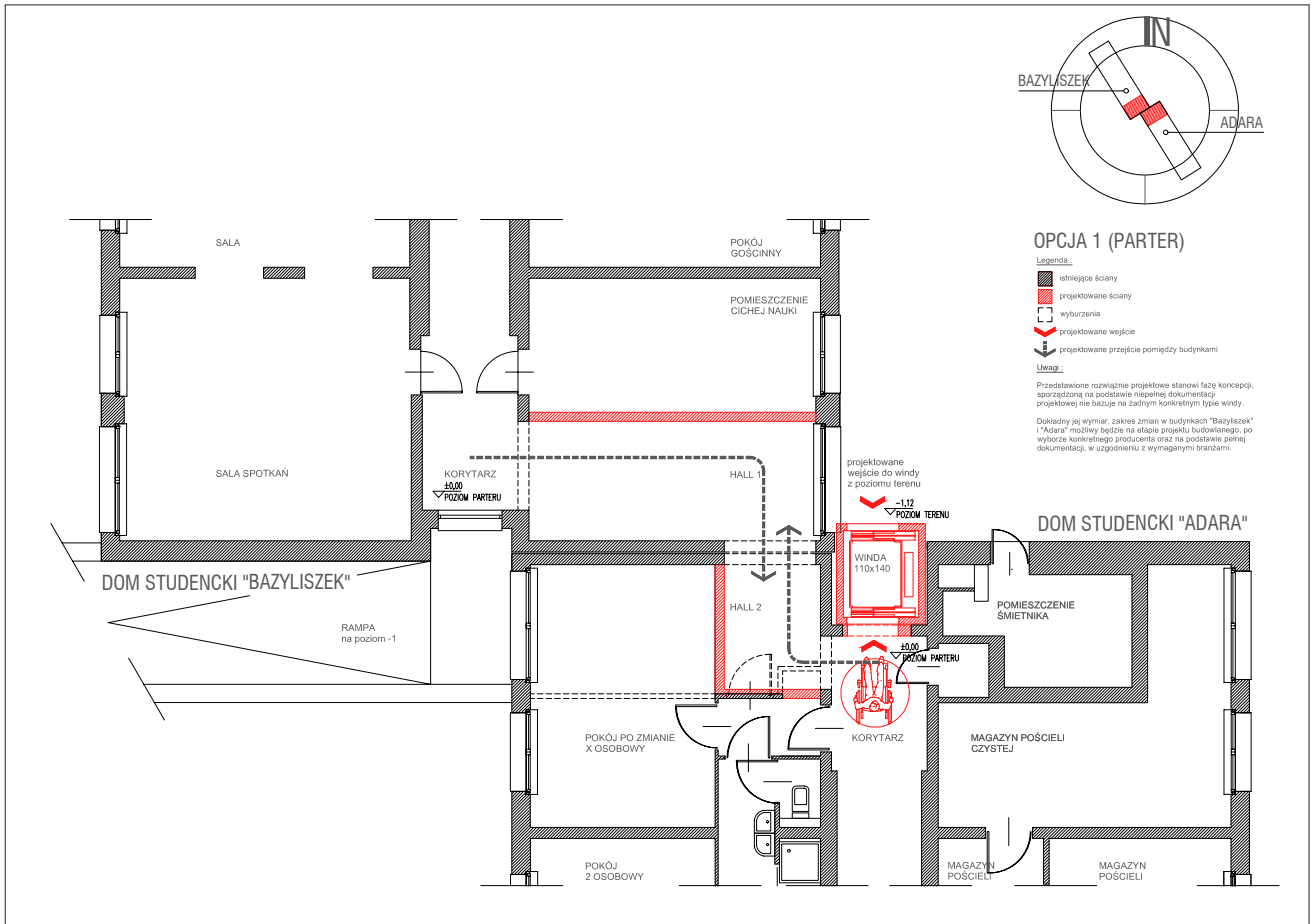 N
BAZYLISZEK
ADARA
OPCJA 1 (PARTER)
Legenda :
istniejące ściany
projektowane ściany
wyburzenia
projektowane wejście
projektowane przejście pomiędzy budynkami
Uwagi :
Przedstawione rozwiąznie projektowe stanowi fazę koncepcji,
sporządzoną na podstawie niepełnej dokumentacji
projektowej nie bazuje na żadnym konkretnym typie windy.
Dokładny jej wymiar, zakres zmian w budynkach "Bazyliszek"
i "Adara" możliwy będzie na etapie projektu budowlanego, po
wyborze konkretnego producenta oraz na podstawie pełnej
dokumentacji, w uzgodnieniu z wymaganymi branżami.
SALA
POKÓJ
GOŚCINNY
POMIESZCZENIE
CICHEJ NAUKI
SALA SPOTKAŃ
KORYTARZ
±0,00
POZIOM PARTERU
HALL 1
projektowane
wejście do windy
z poziomu terenu
-1,12
POZIOM TERENU
DOM STUDENCKI "ADARA"
WINDA
110x140
DOM STUDENCKI "BAZYLISZEK"
RAMPA
na poziom -1
HALL 2
POMIESZCZENIE
ŚMIETNIKA
±0,00
POZIOM PARTERU
POKÓJ PO ZMIANIE
X OSOBOWY
KORYTARZ
MAGAZYN POŚCIELI
CZYSTEJ
POKÓJ
2 OSOBOWY
MAGAZYN
POŚCIELI
MAGAZYN
POŚCIELI